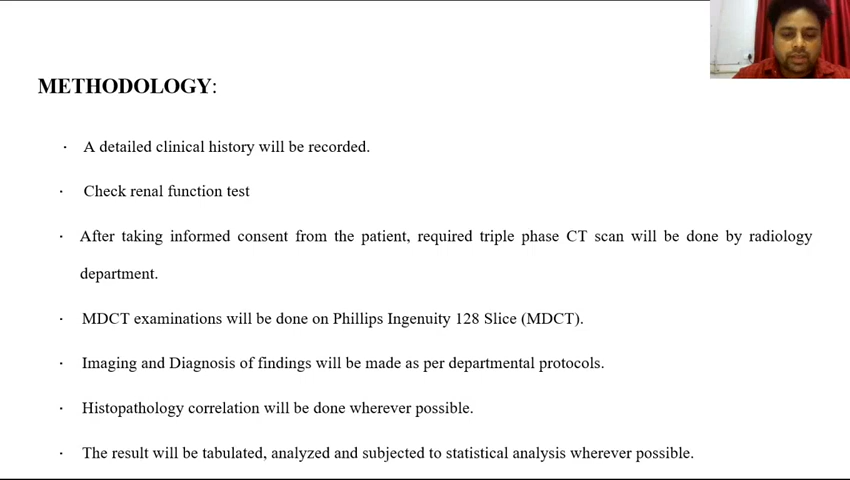 METHODOLOGY:
· A detailed clinical history will be recorded.
· Check renal function test
· After taking informed consent from the patient, required triple phase CT scan will be done by radiology
department.
· MDCT examinations will be done on Phillips Ingenuity 128 Slice (MDCT).
· Imaging and Diagnosis of findings will be made as per departmental protocols.
· Histopathology correlation will be done wherever possible.
· The result will be tabulated, analyzed and subjected to statistical analysis wherever possible.